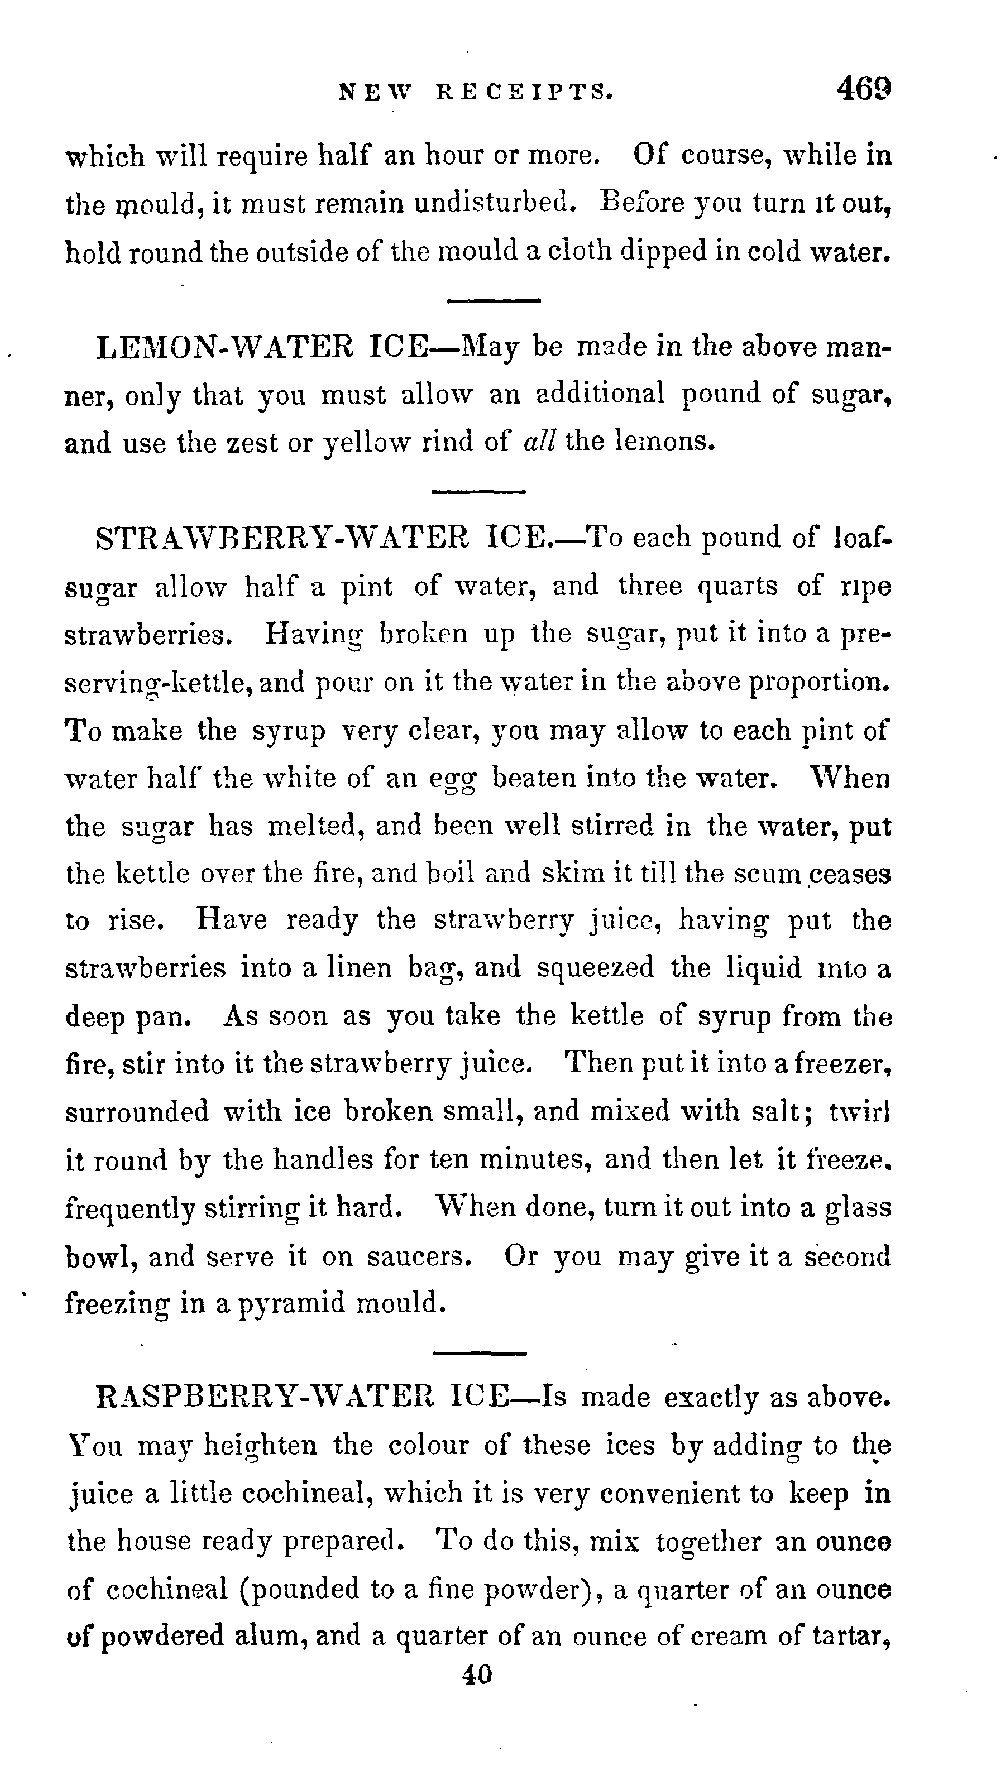 NEW RECEIPTS. 469
which will require half an hour or more. Of course, while in
the mould, it must remain undisturbed. Before you turn it out,
hold round the outside of the mould a cloth dipped in cold water.
LEMON-WATER ICE—May be made in the above man-
ner, only that you must allow an additional pound of sugar,
and use the zest or yellow rind of all the lemons.
STRAWBERRY-WATER ICE.—To each pound of loaf-
sugar allow half a pint of water, and three quarts of ripe
strawberries. Having broken up the sugar, put it into a pre-
serving-kettle, and pour on it the water in the above proportion.
To make the syrup very clear, you may allow to each pint of
water half the white of an egg beaten into the water. When
the sugar has melted, and been well stirred in the water, put
the kettle over the fire, and boil and skim it till the scum ceases
to rise. Have ready the strawberry juice, having put the
strawberries into a linen bag, and squeezed the liquid into a
deep pan. As soon as you take the kettle of syrup from the
fire, stir into it the strawberry juice. Then put it into a freezer,
surrounded with ice broken small, and mixed with salt; twirl
it round by the handles for ten minutes, and then let it freeze,
frequently stirring it hard. When done, turn it out into a glass
bowl, and serve it on saucers. Or you may give it a second
freezing in a pyramid mould.
RASPBERRY-WATER ICE—Is made exactly as above.
You may heighten the colour of these ices by adding to the
juice a little cochineal, which it is very convenient to keep in
the house ready prepared. To do this, mix together an ounce
of cochineal (pounded to a fine powder), a quarter of an ounce
of powdered alum, and a quarter of an ounce of cream of tartar,
40